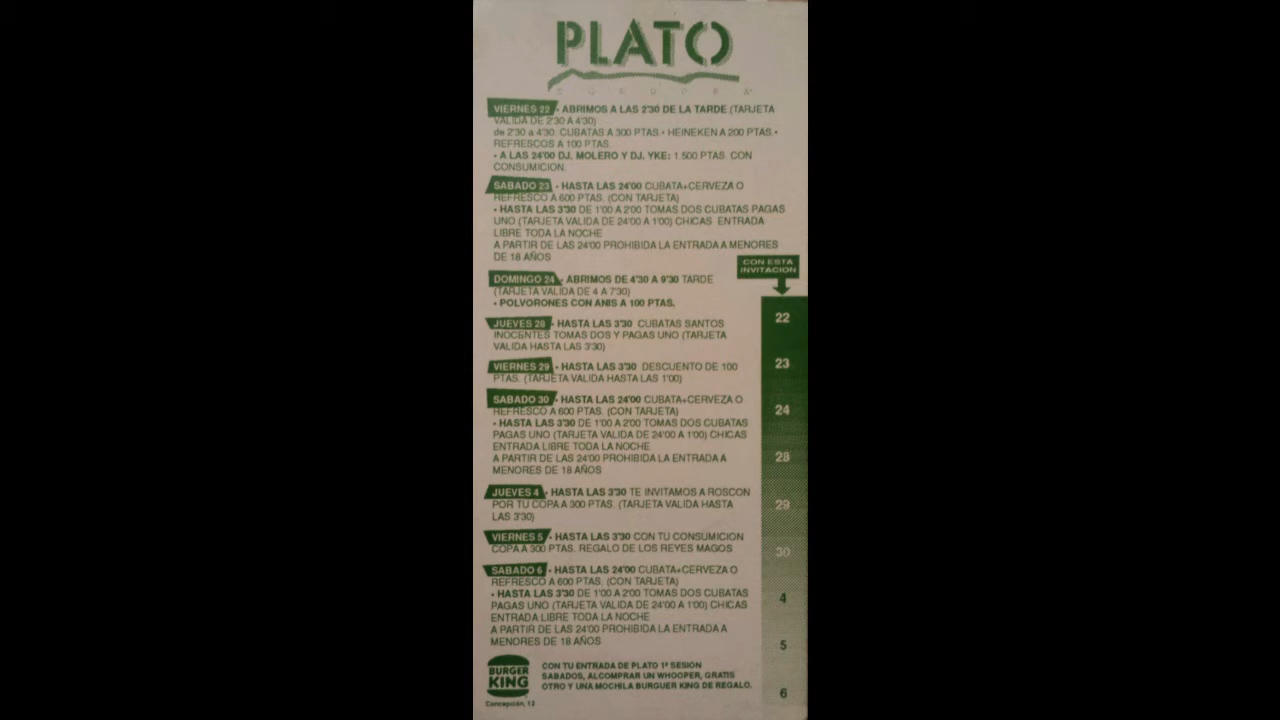 PLATO
CORDOBA
VIERNES 22 • ABRIMOS A LAS 2'30 DE LA TARDE (TARJETA
VALIDA DE 2'30 A 4'30)
de 2'30 a 4'30. CUBATAS A 300 PTAS.• HEINEKEN A 200 PTAS.•
REFRESCOS A 100 PTAS.
• A LAS 24'00 DJ. MOLERO Y DJ. YKE: 1.500 PTAS. CON
CONSUMICION.
SABADO 23 • HASTA LAS 24'00 CUBATA+CERVEZA O
REFRESCO A 600 PTAS. (CON TARJETA)
• HASTA LAS 3'30 DE 1'00 A 2'00 TOMAS DOS CUBATAS PAGAS
UNO (TARJETA VALIDA DE 24'00 A 1'00) CHICAS ENTRADA
LIBRE TODA LA NOCHE
A PARTIR DE LAS 24'00 PROHIBIDA LA ENTRADA A MENORES
DE 18 AÑOS
DOMINGO 24 • ABRIMOS DE 4'30 A 9'30 TARDE
(TARJETA VALIDA DE 4 A 7'30)
• POLVORONES CON ANIS A 100 PTAS.
JUEVES 28 • HASTA LAS 3'30 CUBATAS SANTOS
INOCENTES TOMAS DOS Y PAGAS UNO (TARJETA
VALIDA HASTA LAS 3'30)
VIERNES 29 • HASTA LAS 3'30 DESCUENTO DE 100
PTAS. (TARJETA VALIDA HASTA LAS 1'00)
SABADO 30 • HASTA LAS 24'00 CUBATA+CERVEZA O
REFRESCO A 600 PTAS. (CON TARJETA)
• HASTA LAS 3'30 DE 1'00 A 2'00 TOMAS DOS CUBATAS
PAGAS UNO (TARJETA VALIDA DE 24'00 A 1'00) CHICAS
ENTRADA LIBRE TODA LA NOCHE
A PARTIR DE LAS 24'00 PROHIBIDA LA ENTRADA A
MENORES DE 18 AÑOS
JUEVES 4 • HASTA LAS 3'30 TE INVITAMOS A ROSCON
POR TU COPA A 300 PTAS. (TARJETA VALIDA HASTA
LAS 3'30)
VIERNES 5 • HASTA LAS 3'30 CON TU CONSUMICION
COPA A 300 PTAS. REGALO DE LOS REYES MAGOS
SABADO 6 • HASTA LAS 24'00 CUBATA+CERVEZA O
REFRESCO A 600 PTAS. (CON TARJETA)
• HASTA LAS 3'30 DE 1'00 A 2'00 TOMAS DOS CUBATAS
PAGAS UNO (TARJETA VALIDA DE 24'00 A 1'00) CHICAS
ENTRADA LIBRE TODA LA NOCHE
A PARTIR DE LAS 24'00 PROHIBIDA LA ENTRADA A
MENORES DE 18 AÑOS
CON ESTA
INVITACION
22
23
24
28
29
30
4
5
6
BURGER
KING
Concepción, 13
CON TU ENTRADA DE PLATO 1ª SESIÓN
SABADOS, ALCOMPRAR UN WHOOPER, GRATIS
OTRO Y UNA MOCHILA BURGUER KING DE REGALO.